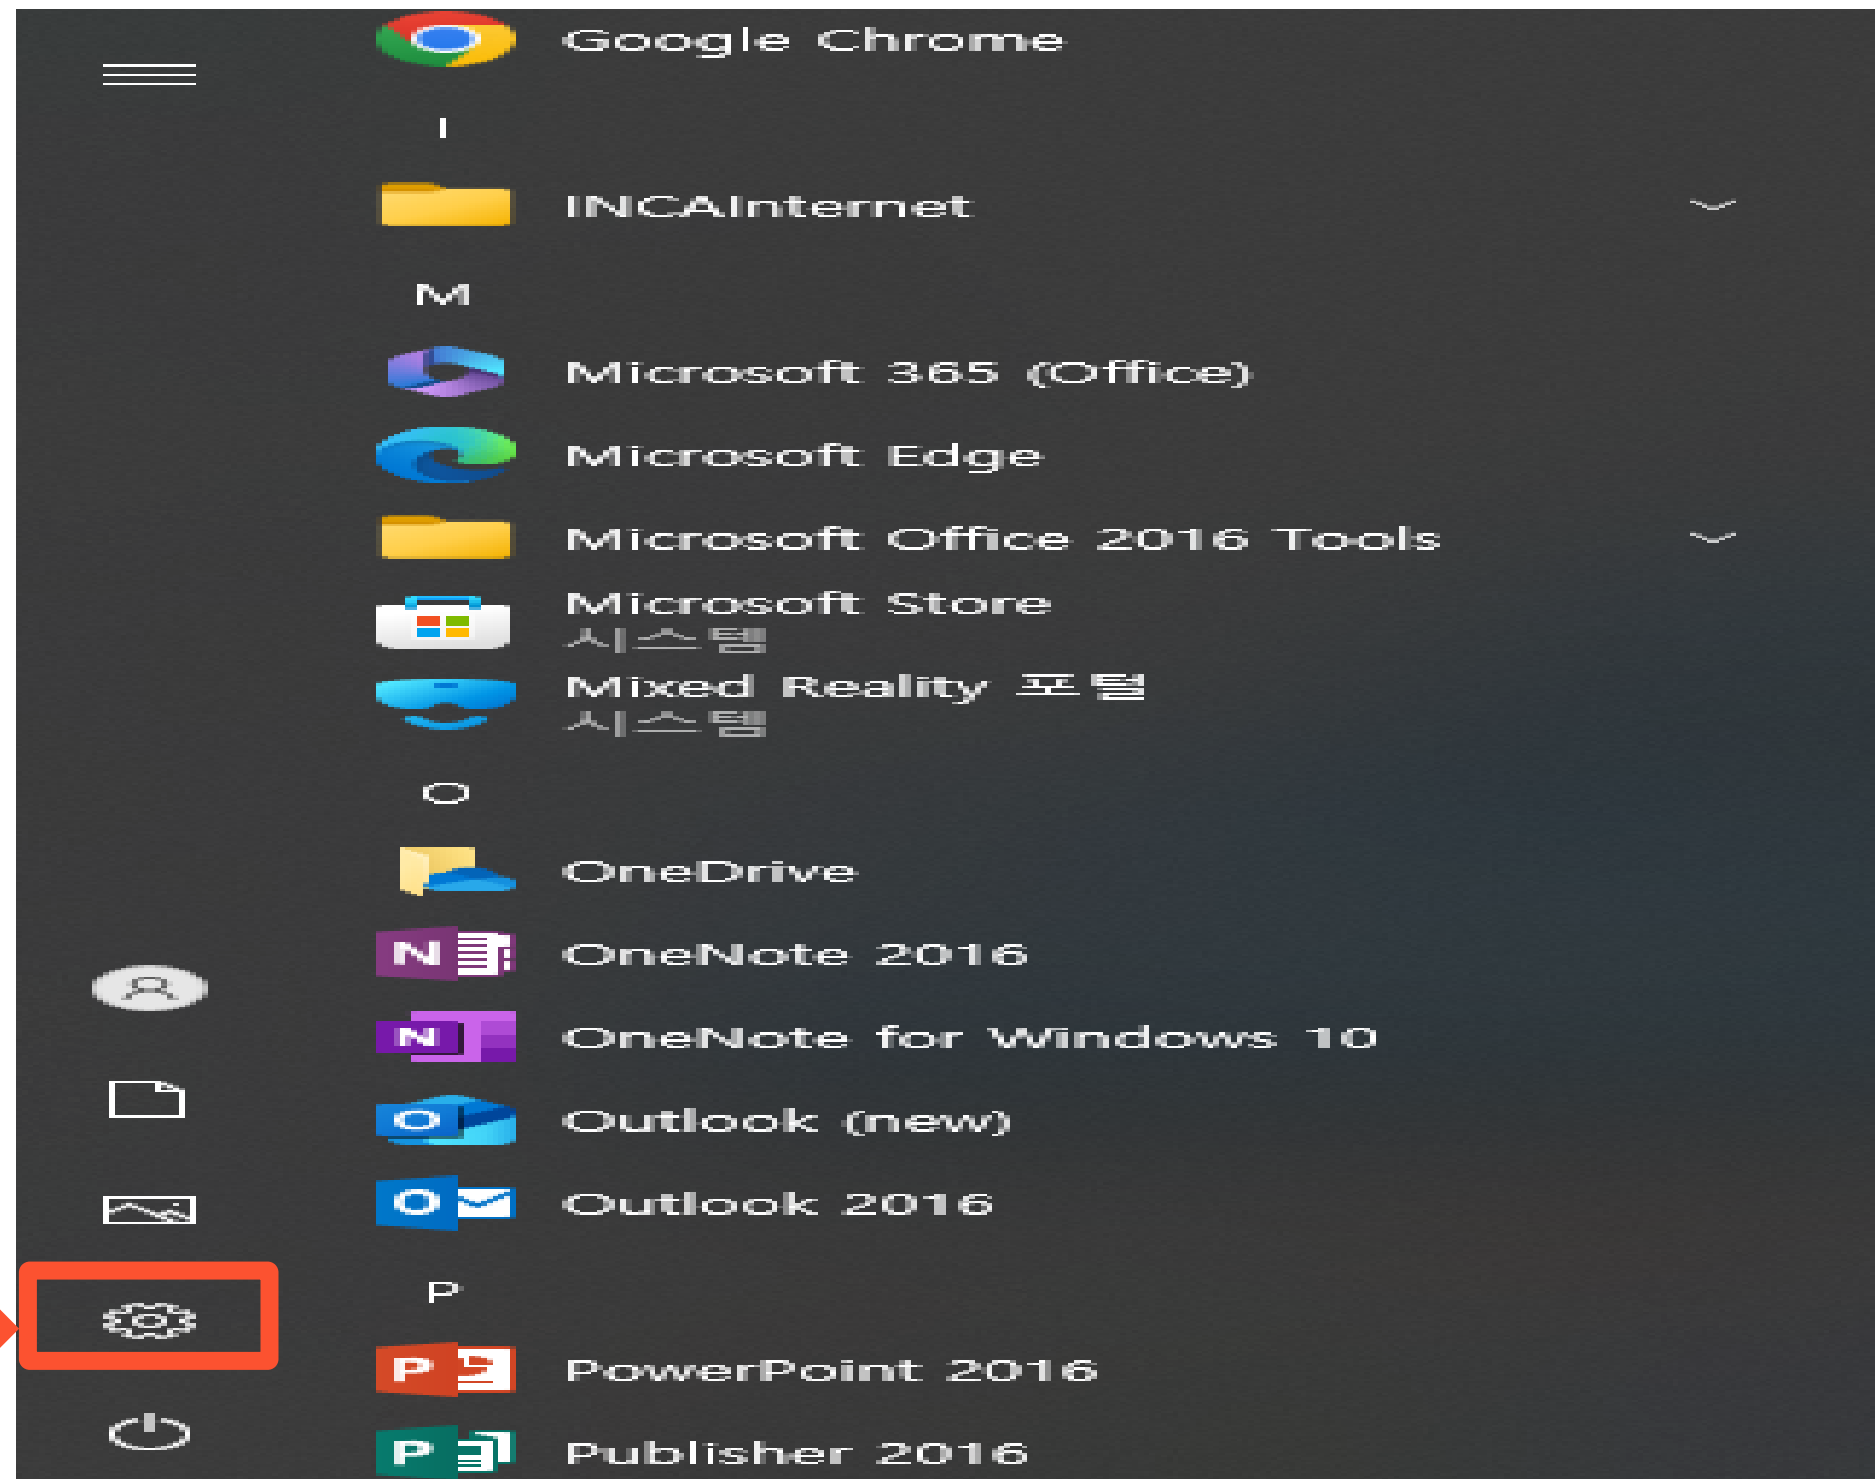 Google Chrome
I
INCAInternet
M
Microsoft 365 (Office)
Microsoft Edge
Microsoft Office 2016 Tools
Microsoft Store
시스템
Mixed Reality 포털
시스템
O
OneDrive
OneNote 2016
OneNote for Windows 10
Outlook (new)
Outlook 2016
P
PowerPoint 2016
Publisher 2016